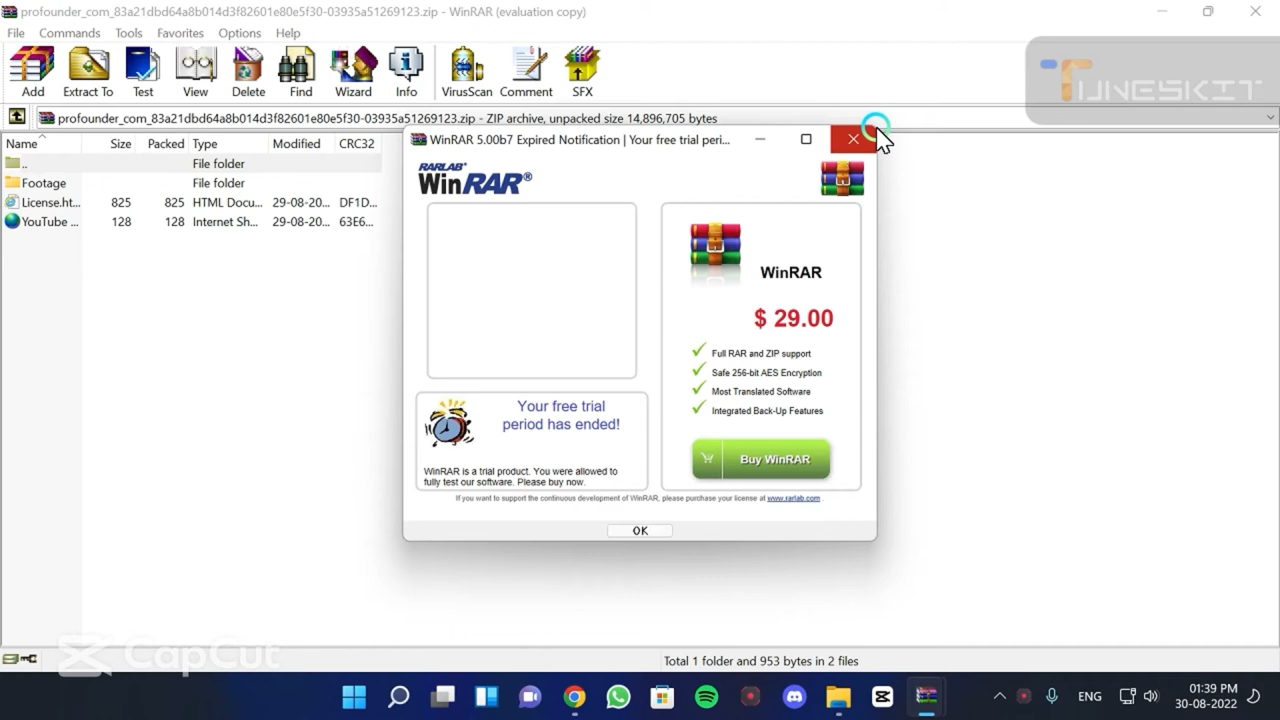 profounder_com_83a21dbd64a8b014d3f82601e80e5f30-03935a51269123.zip - WinRAR (evaluation copy)
File Commands Tools Favorites Options Help
TUNESKIT
Add Extract To Test View Delete Find Wizard Info VirusScan Comment SFX
profounder_com_83a21dbd64a8b014d3f82601e80e5f30-03935a51269123.zip - ZIP archive, unpacked size 14,896,705 bytes
Name Size Packed Type Modified CRC32
.. File folder
Footage File folder
License.ht... 825 825 HTML Docu... 29-08-20... DF1D...
YouTube ... 128 128 Internet Sh... 29-08-20... 63E6...
WinRAR 5.00b7 Expired Notification | Your free trial peri...
RARLAB®
WinRAR®
WinRAR
$ 29.00
Full RAR and ZIP support
Safe 256-bit AES Encryption
Most Translated Software
Integrated Back-Up Features
Buy WinRAR
Your free trial
period has ended!
WinRAR is a trial product. You were allowed to
fully test our software. Please buy now.
If you want to support the continuous development of WinRAR, please purchase your license at www.rarlab.com .
OK
CapCut
Total 1 folder and 953 bytes in 2 files
ENG
01:39 PM
30-08-2022